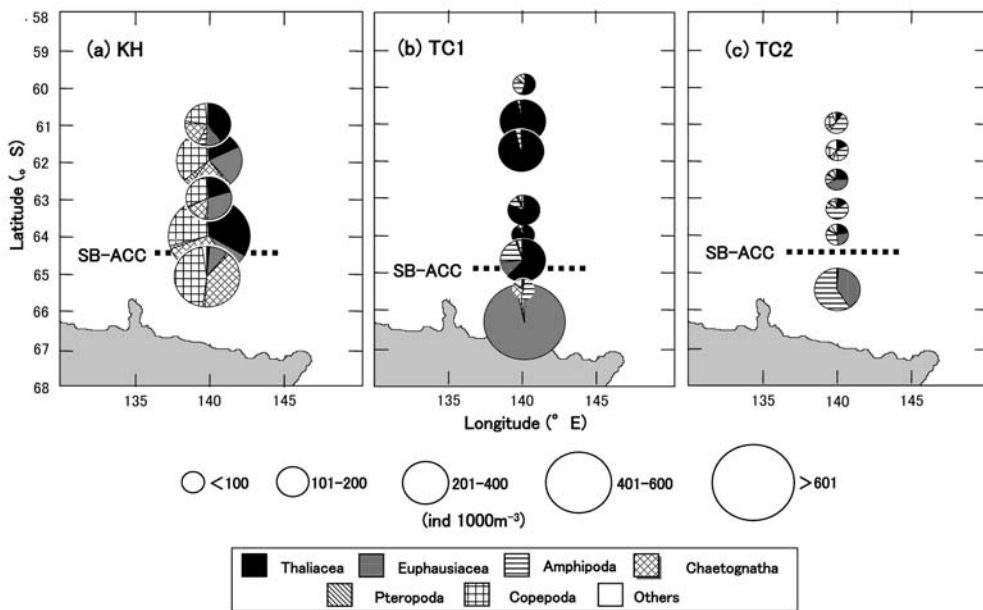 58
59
60
61
62
63
64
65
66
67
68
Latitude (° S)
(a) KH
SB-ACC
135
140
145
(b) TC1
SB-ACC
135
140
145
(c) TC2
SB-ACC
135
140
145
Longitude (° E)
<100
101-200
201-400
401-600
>601
(ind 1000m⁻³)
Thaliacea Euphausiacea Amphipoda Chaetognatha
Pteropoda Copepoda Others